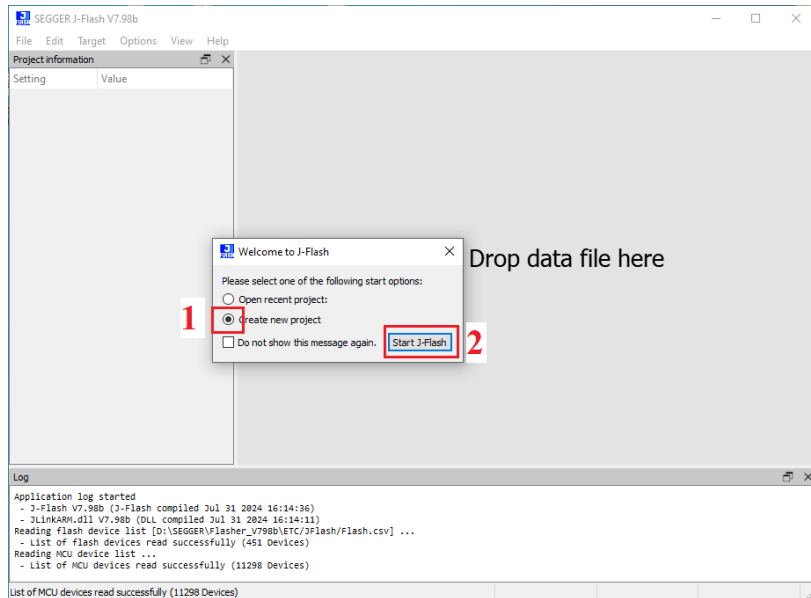 SEGGER J-Flash V7.98b
File Edit Target Options View Help
Project information
Setting Value
Welcome to J-Flash
Drop data file here
Please select one of the following start options:
Open recent project:
1
Create new project
Do not show this message again. Start J-Flash
2
Log
Application log started
- J-Flash V7.98b (J-Flash compiled Jul 31 2024 16:14:36)
- JLinkARM.dll V7.98b (DLL compiled Jul 31 2024 16:14:11)
Reading flash device list [D:\SEGGER\Flasher_V798b\ETC/JFlash/Flash.csv] ...
- List of flash devices read successfully (451 Devices)
Reading MCU device list ...
- List of MCU devices read successfully (11298 Devices)
List of MCU devices read successfully (11298 Devices)